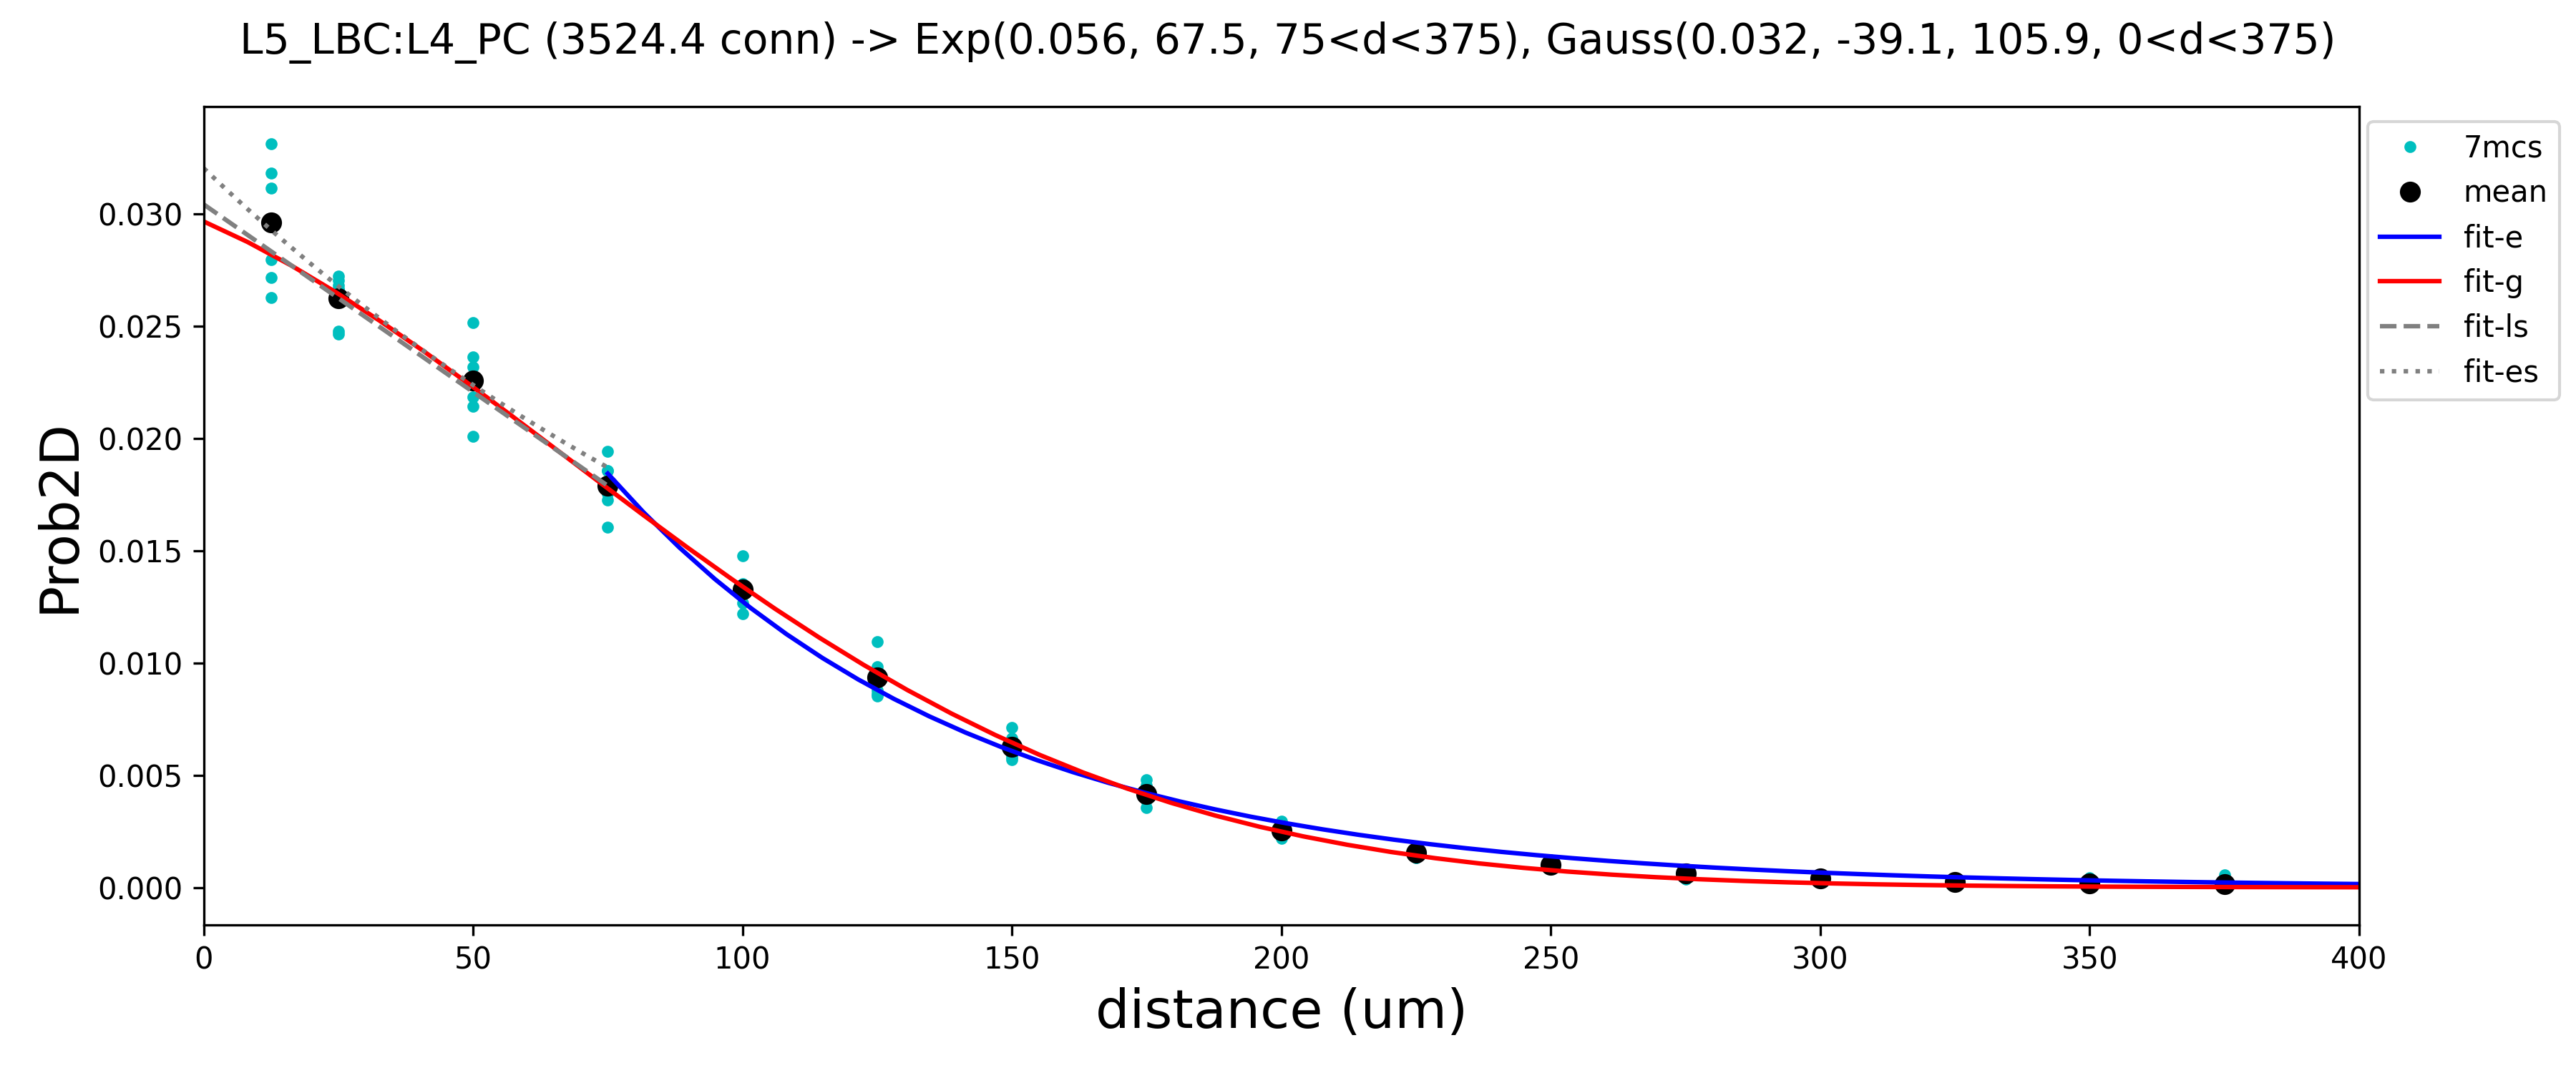 L5_LBC:L4_PC (3524.4 conn) -> Exp(0.056, 67.5, 75<d<375), Gauss(0.032, -39.1, 105.9, 0<d<375)
7mcs
mean
fit-e
fit-g
fit-ls
fit-es
Prob2D
0.030
0.025
0.020
0.015
0.010
0.005
0.000
0 50 100 150 200 250 300 350 400
distance (um)